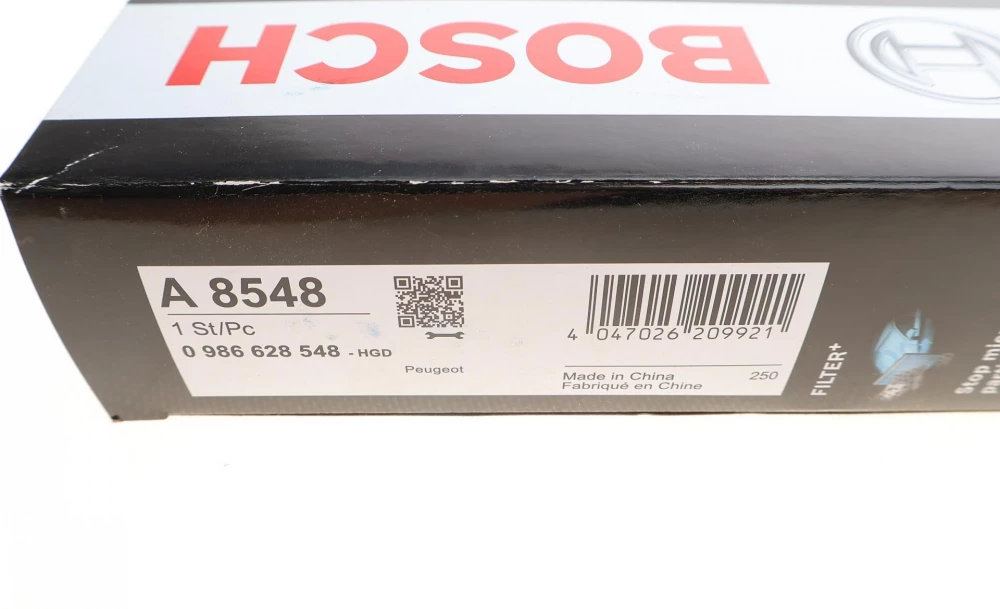 BOSCH
A 8548
1 St/Pc
0 986 628 548 - HGD
Peugeot
4 047026 209921
Made in China
Fabriqué en Chine
250
FILTER+
Stop